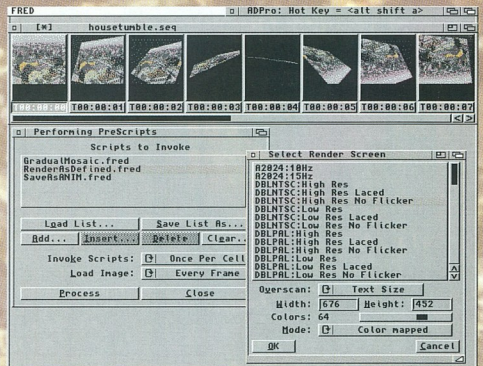 FRED
ADPro: Hot Key = <alt shift a>
[*] housetumble.seq
T00:00:00 T00:00:01 T00:00:02 T00:00:03 T00:00:04 T00:00:05 T00:00:06 T00:00:07
Performing PreScripts
Scripts to Invoke
GradualMosaic.fred
RenderAsDefined.fred
SaveAsANIM.fred
Load List...
Save List As...
Add...
Insert...
Delete
Clear..
Invoke Scripts: Once Per Cell
Load Image: Every Frame
Process
Close
Select Render Screen
A2024:10Hz
A2024:15Hz
DBLNTSC:High Res
DBLNTSC:High Res Laced
DBLNTSC:High Res No Flicker
DBLNTSC:Low Res
DBLNTSC:Low Res Laced
DBLNTSC:Low Res No Flicker
DBLPAL:High Res
DBLPAL:High Res Laced
DBLPAL:High Res No Flicker
DBLPAL:Low Res
DBLPAL:Low Res Laced
DBLPAL:Low Res No Flicker
Overscan: Text Size
Width: 676 Height: 452
Colors: 64
Mode: Color mapped
OK
Cancel